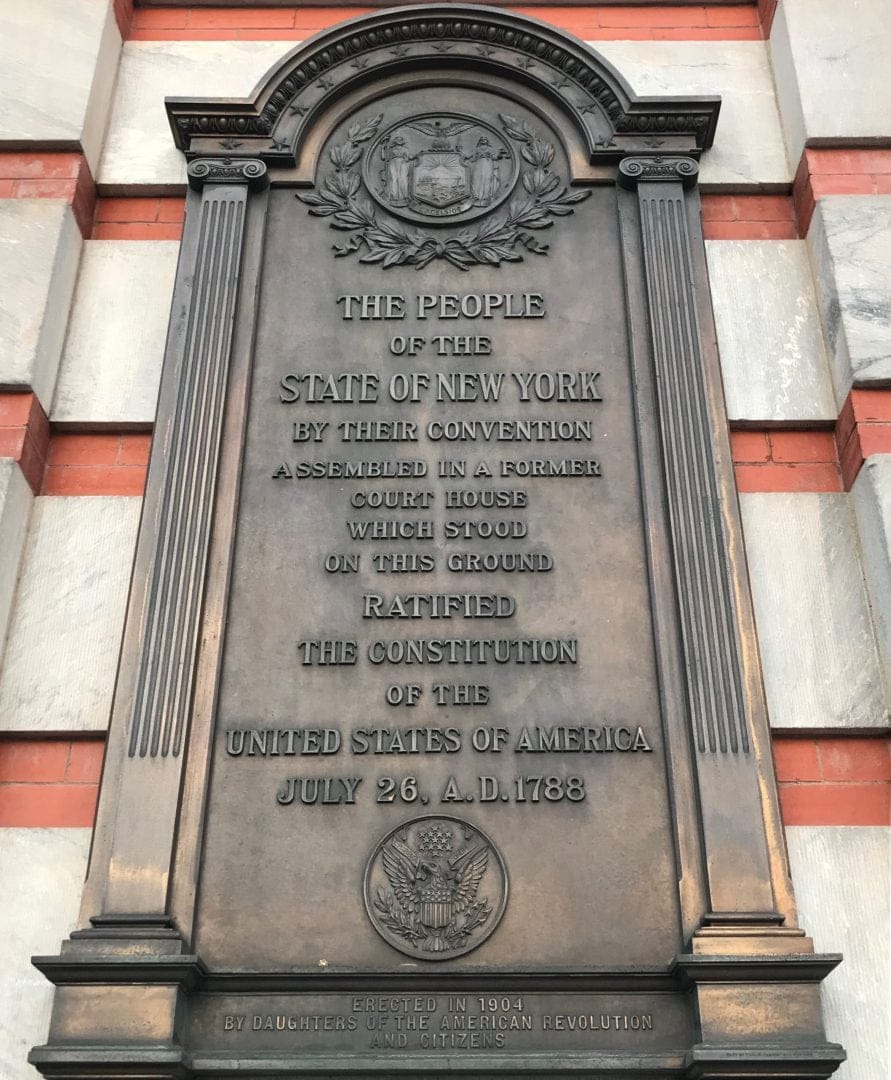 EXCELSIOR
THE PEOPLE
OF THE
STATE OF NEW YORK
BY THEIR CONVENTION
ASSEMBLED IN A FORMER
COURT HOUSE
WHICH STOOD
ON THIS GROUND
RATIFIED
THE CONSTITUTION
OF THE
UNITED STATES OF AMERICA
JULY 26, A.D. 1788
ERECTED IN 1904
BY DAUGHTERS OF THE AMERICAN REVOLUTION
AND CITIZENS